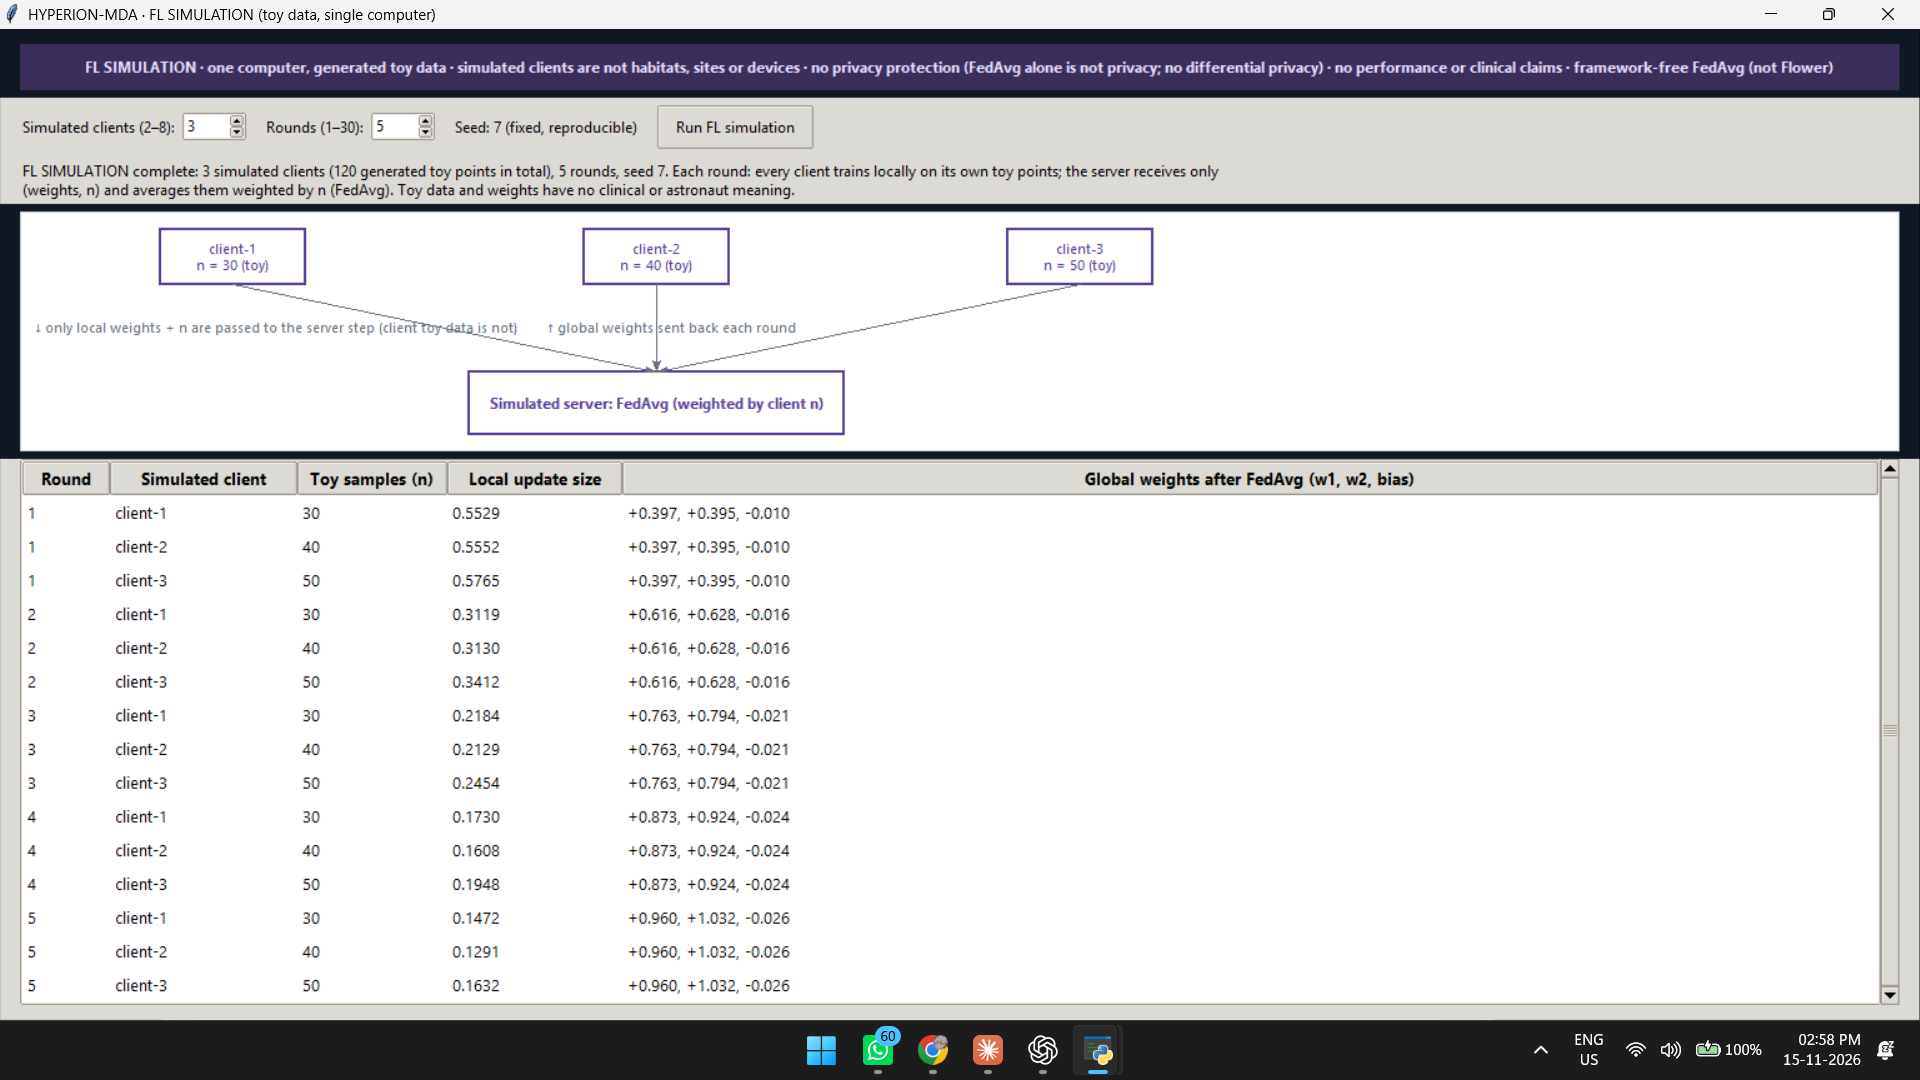 HYPERION-MDA · FL SIMULATION (toy data, single computer)
FL SIMULATION · one computer, generated toy data · simulated clients are not habitats, sites or devices · no privacy protection (FedAvg alone is not privacy; no differential privacy) · no performance or clinical claims · framework-free FedAvg (not Flower)
Simulated clients (2–8): 3 Rounds (1–30): 5 Seed: 7 (fixed, reproducible) Run FL simulation
FL SIMULATION complete: 3 simulated clients (120 generated toy points in total), 5 rounds, seed 7. Each round: every client trains locally on its own toy points; the server receives only
(weights, n) and averages them weighted by n (FedAvg). Toy data and weights have no clinical or astronaut meaning.
client-1 client-2 client-3
n = 30 (toy) n = 40 (toy) n = 50 (toy)
↓ only local weights + n are passed to the server step (client toy data is not) ↑ global weights sent back each round
Simulated server: FedAvg (weighted by client n)
Round Simulated client Toy samples (n) Local update size Global weights after FedAvg (w1, w2, bias)
1 client-1 30 0.5529 +0.397, +0.395, -0.010
1 client-2 40 0.5552 +0.397, +0.395, -0.010
1 client-3 50 0.5765 +0.397, +0.395, -0.010
2 client-1 30 0.3119 +0.616, +0.628, -0.016
2 client-2 40 0.3130 +0.616, +0.628, -0.016
2 client-3 50 0.3412 +0.616, +0.628, -0.016
3 client-1 30 0.2184 +0.763, +0.794, -0.021
3 client-2 40 0.2129 +0.763, +0.794, -0.021
3 client-3 50 0.2454 +0.763, +0.794, -0.021
4 client-1 30 0.1730 +0.873, +0.924, -0.024
4 client-2 40 0.1608 +0.873, +0.924, -0.024
4 client-3 50 0.1948 +0.873, +0.924, -0.024
5 client-1 30 0.1472 +0.960, +1.032, -0.026
5 client-2 40 0.1291 +0.960, +1.032, -0.026
5 client-3 50 0.1632 +0.960, +1.032, -0.026
60
ENG
US
100%
02:58 PM
15-11-2026